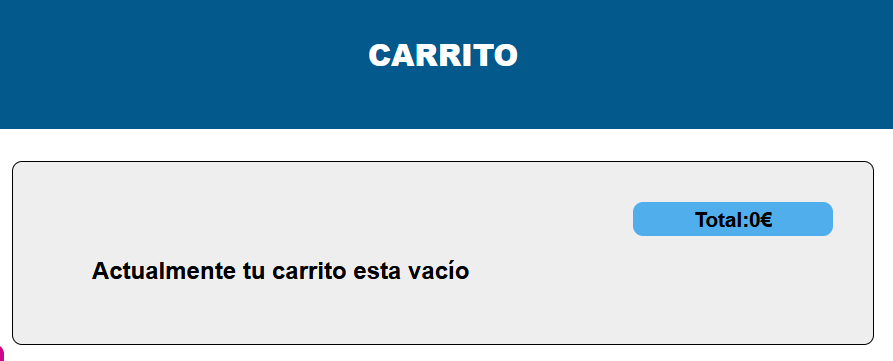 CARRITO
Total:0€
Actualmente tu carrito esta vacío